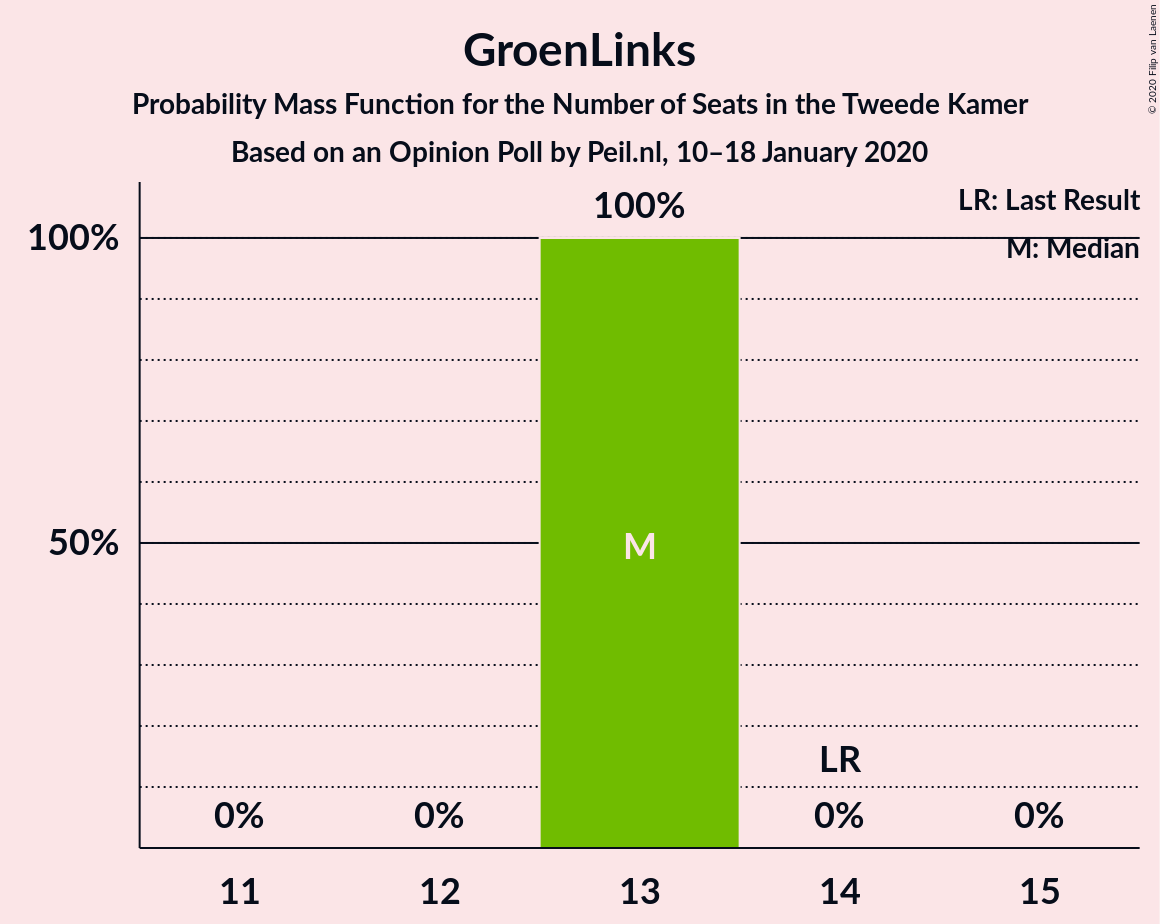 GroenLinks
Probability Mass Function for the Number of Seats in the Tweede Kamer
Based on an Opinion Poll by Peil.nl, 10–18 January 2020
© 2020 Filip van Laenen
LR: Last Result
M: Median
100%
100%
50%
M
LR
0%
0%
0%
0%
11
12
13
14
15